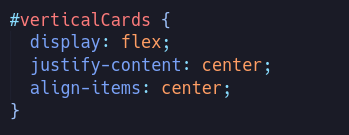 #verticalCards {
  display: flex;
  justify-content: center;
  align-items: center;
}